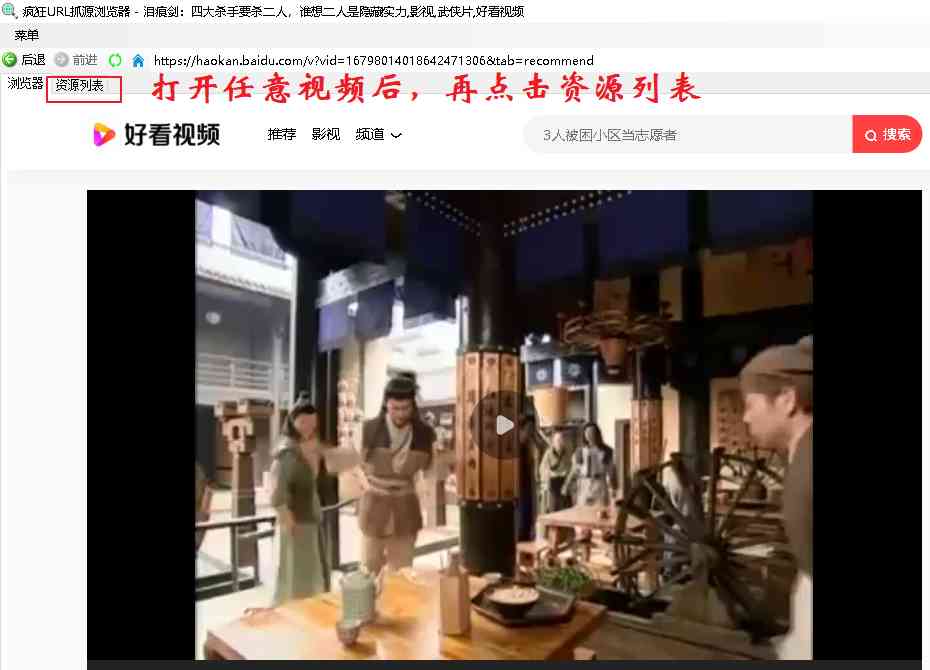 疯狂URL抓源浏览器 - 泪痕剑：四大杀手要杀二人，谁想二人是隐藏实力,影视,武侠片,好看视频
菜单
后退 前进 https://haokan.baidu.com/v?vid=16798014018642471306&tab=recommend
浏览器 资源列表 打开任意视频后，再点击资源列表
好看视频 推荐 影视 频道 3人被困小区当志愿者 搜索